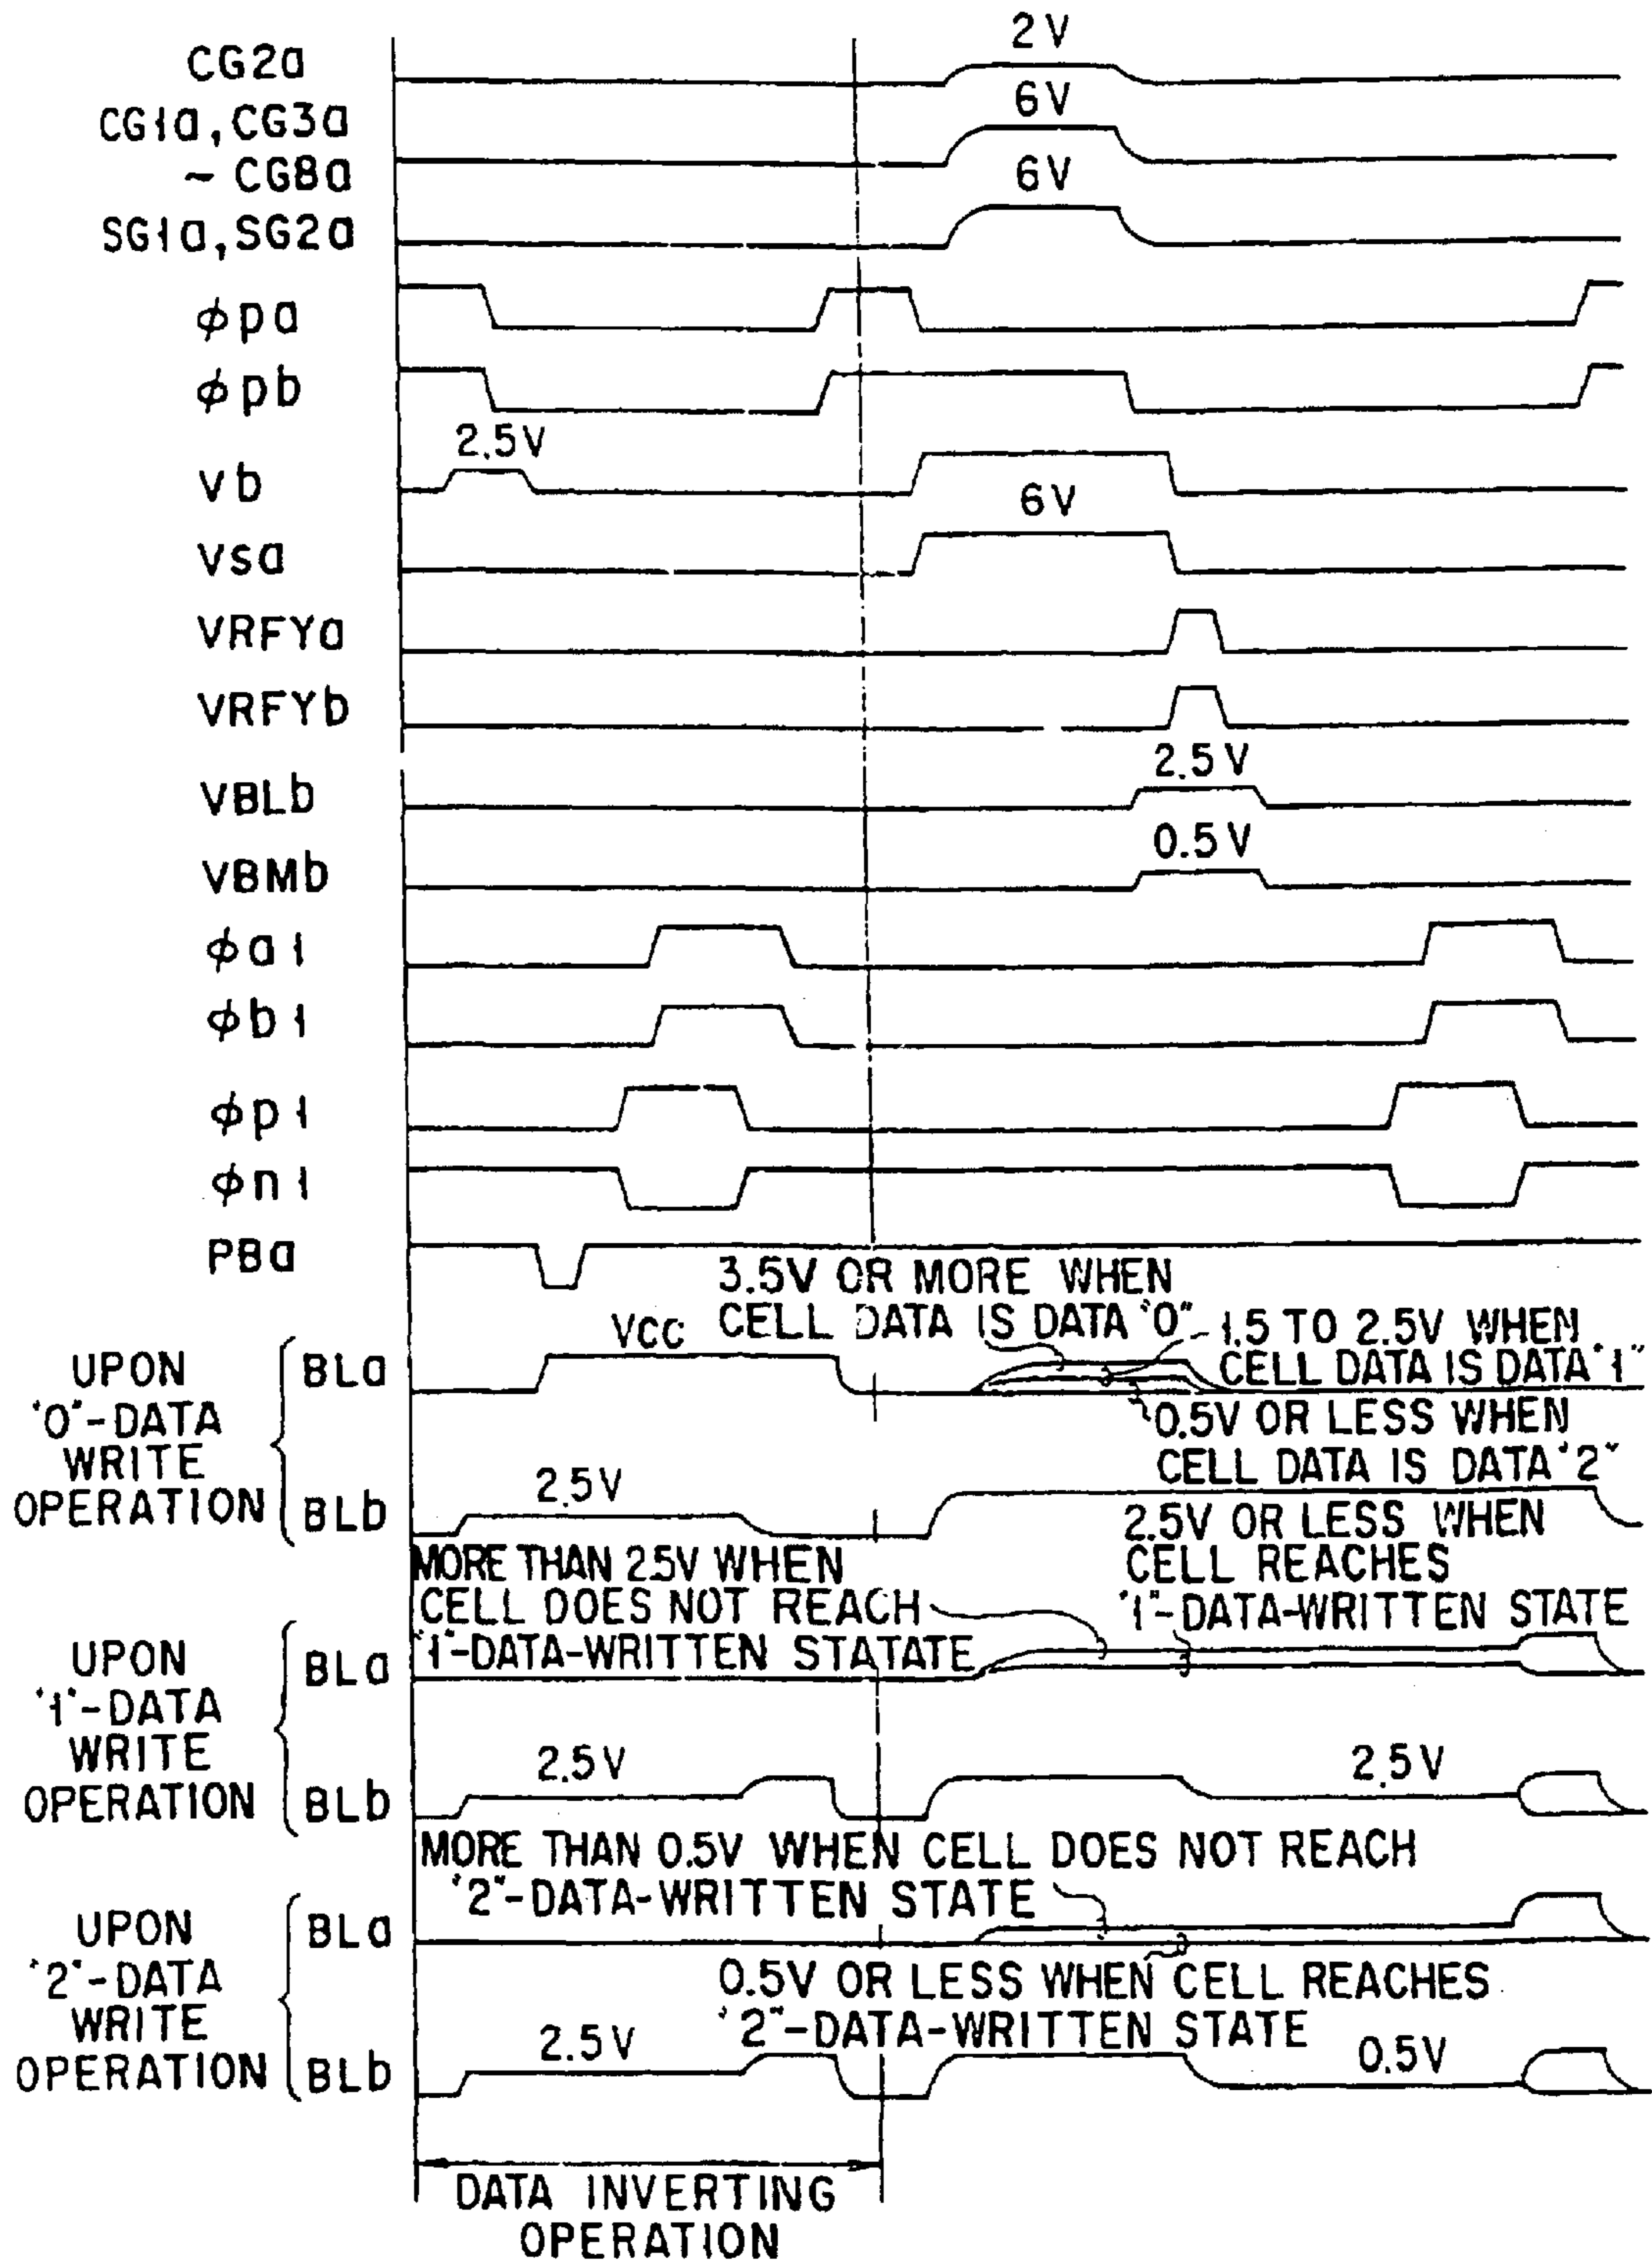 2V
CG2a
CG1a,CG3a
6V
~ CG8a
6V
SG1a,SG2a
φpa
φpb
2.5V
Vb
6V
Vsa
VRFYa
VRFYb
2.5V
VBLb
0.5V
VBMb
φa1
φb1
φp1
φn1
PBa
3.5V OR MORE WHEN
CELL DATA IS DATA "0"
VCC
1.5 TO 2.5V WHEN
CELL DATA IS DATA "1"
UPON
"0"-DATA
WRITE
OPERATION
BLa
0.5V OR LESS WHEN
CELL DATA IS DATA "2"
2.5V
BLb
2.5V OR LESS WHEN
CELL REACHES
"1"-DATA-WRITTEN STATE
MORE THAN 2.5V WHEN
CELL DOES NOT REACH
"1"-DATA-WRITTEN STATATE
UPON
"1"-DATA
WRITE
OPERATION
BLa
2.5V
2.5V
BLb
MORE THAN 0.5V WHEN CELL DOES NOT REACH
"2"-DATA-WRITTEN STATE
UPON
"2"-DATA
WRITE
OPERATION
BLa
0.5V OR LESS WHEN CELL REACHES
"2"-DATA-WRITTEN STATE
2.5V
0.5V
BLb
DATA INVERTING
OPERATION